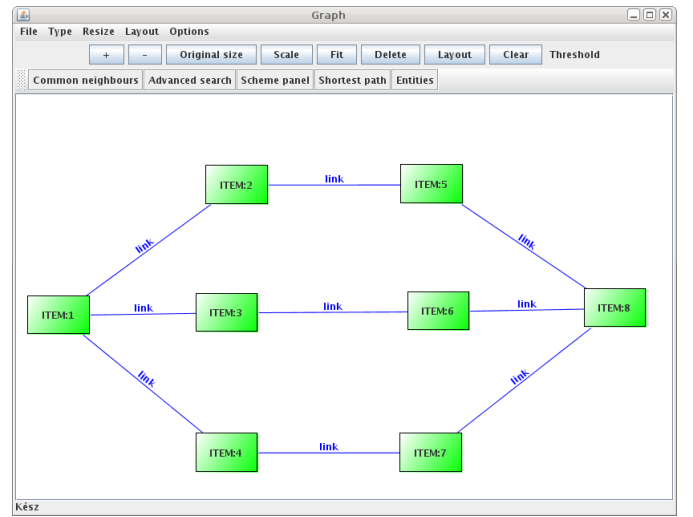 Graph
File Type Resize Layout Options
+ - Original size Scale Fit Delete Layout Clear Threshold
Common neighbours Advanced search Scheme panel Shortest path Entities
ITEM:2 link ITEM:5
link link
ITEM:1 link ITEM:3 link ITEM:6 link ITEM:8
link link
ITEM:4 link ITEM:7
Kész